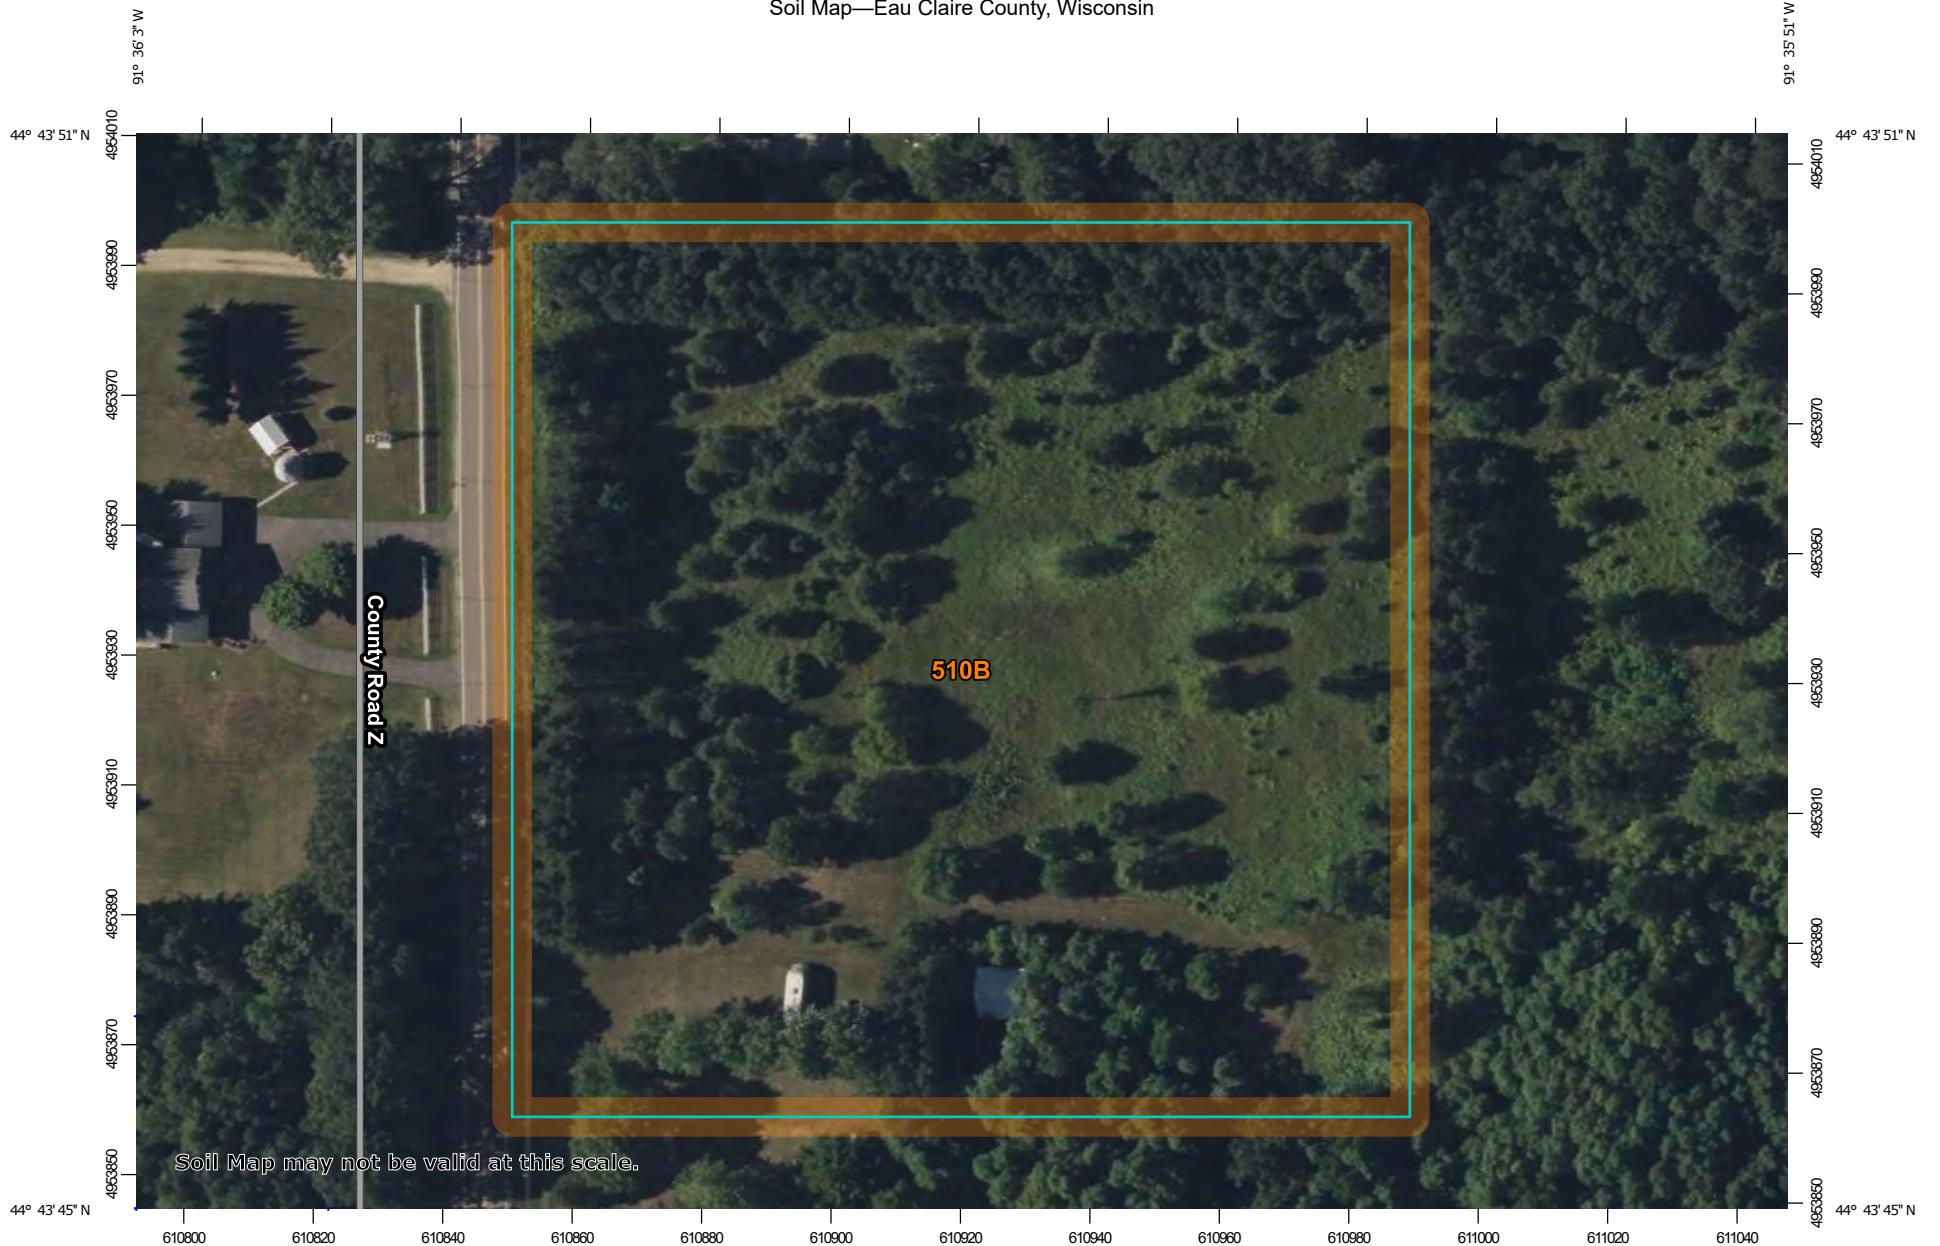 Soil Map—Eau Claire County, Wisconsin
91° 36' 3" W
91° 35' 51" W
44° 43' 51" N
44° 43' 51" N
4954010
4953990
4953970
4953950
4953930
4953910
4953890
4953870
4953850
4954010
4953990
4953970
4953950
4953930
4953910
4953890
4953870
4953850
County Road Z
510B
Soil Map may not be valid at this scale.
44° 43' 45" N
44° 43' 45" N
610800 610820 610840 610860 610880 610900 610920 610940 610960 610980 611000 611020 611040